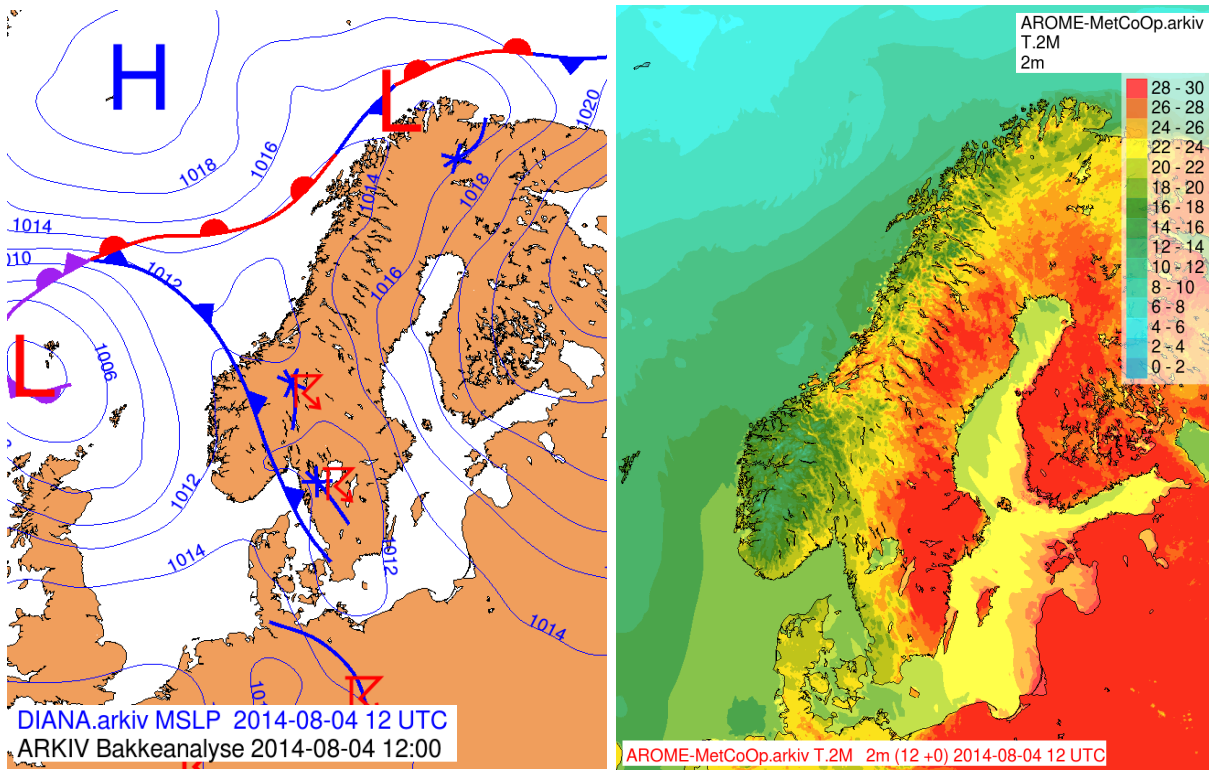 H
L
1020
1018
1016
1014
1018
1014
1016
010
1012
L
1006
1012
1014
1012
1014
DIANA.arkiv MSLP 2014-08-04 12 UTC
ARKIV Bakkeanalyse 2014-08-04 12:00
AROME-MetCoOp.arkiv
T.2M
2m
28 - 30
26 - 28
24 - 26
22 - 24
20 - 22
18 - 20
16 - 18
14 - 16
12 - 14
10 - 12
8 - 10
6 - 8
4 - 6
2 - 4
0 - 2
AROME-MetCoOp.arkiv T.2M 2m (12 +0) 2014-08-04 12 UTC